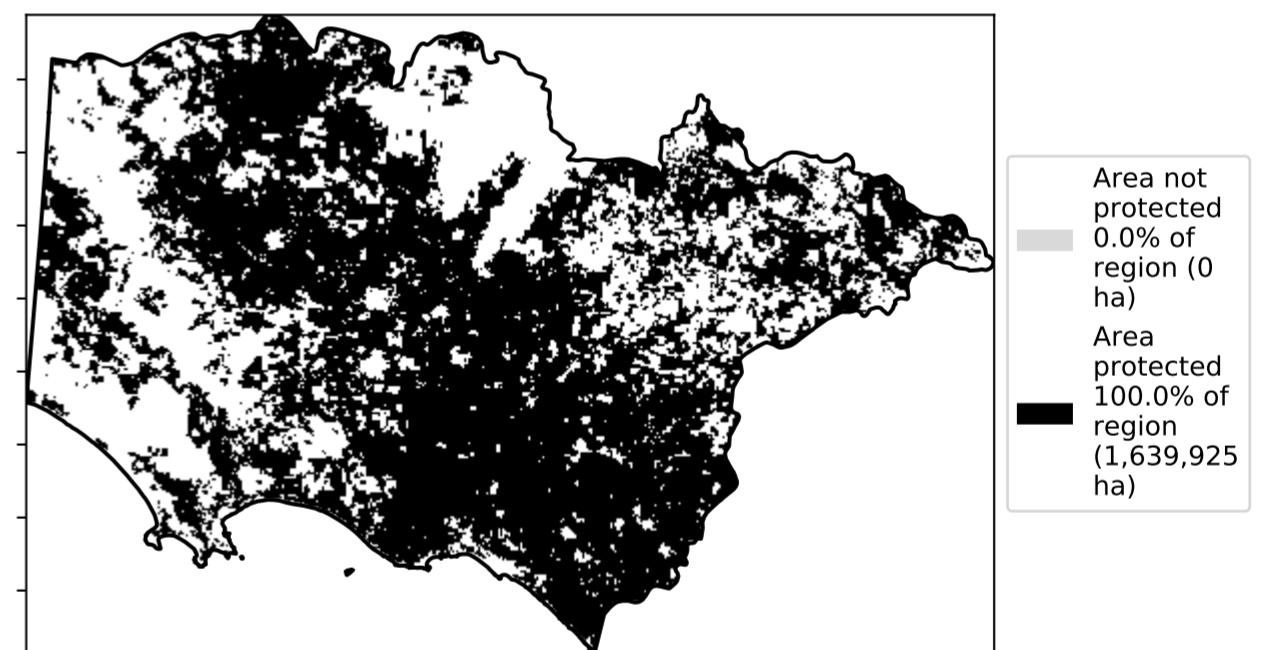 Area not
protected
0.0% of
region (0
ha)
Area
protected
100.0% of
region
(1,639,925
ha)